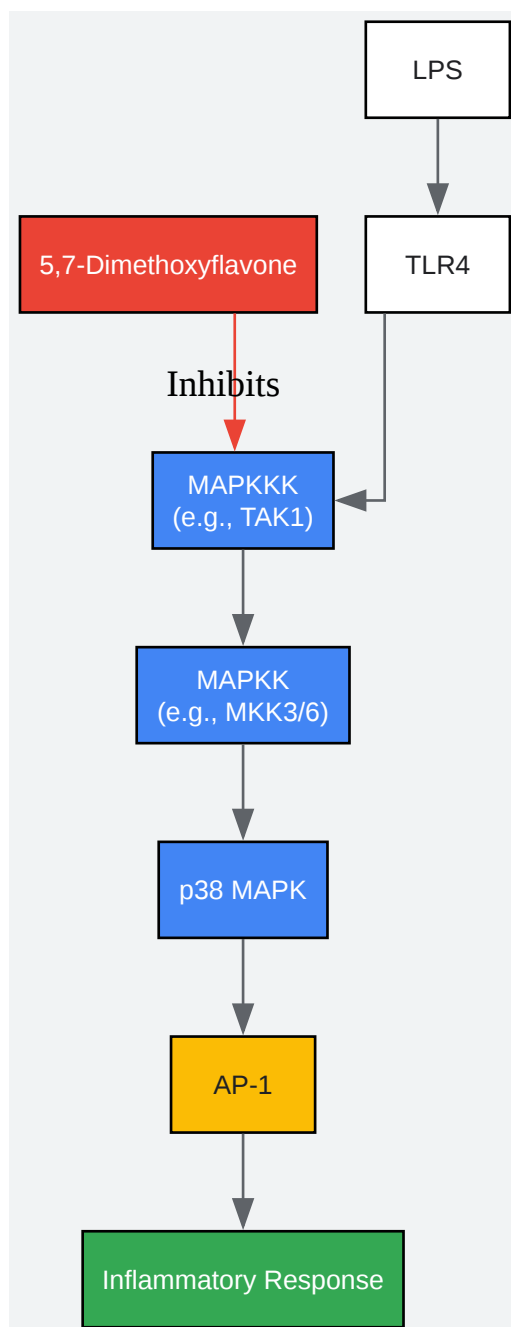 LPS
5,7-Dimethoxyflavone
TLR4
Inhibits
MAPKKK
(e.g., TAK1)
MAPKK
(e.g., MKK3/6)
p38 MAPK
AP-1
Inflammatory Response